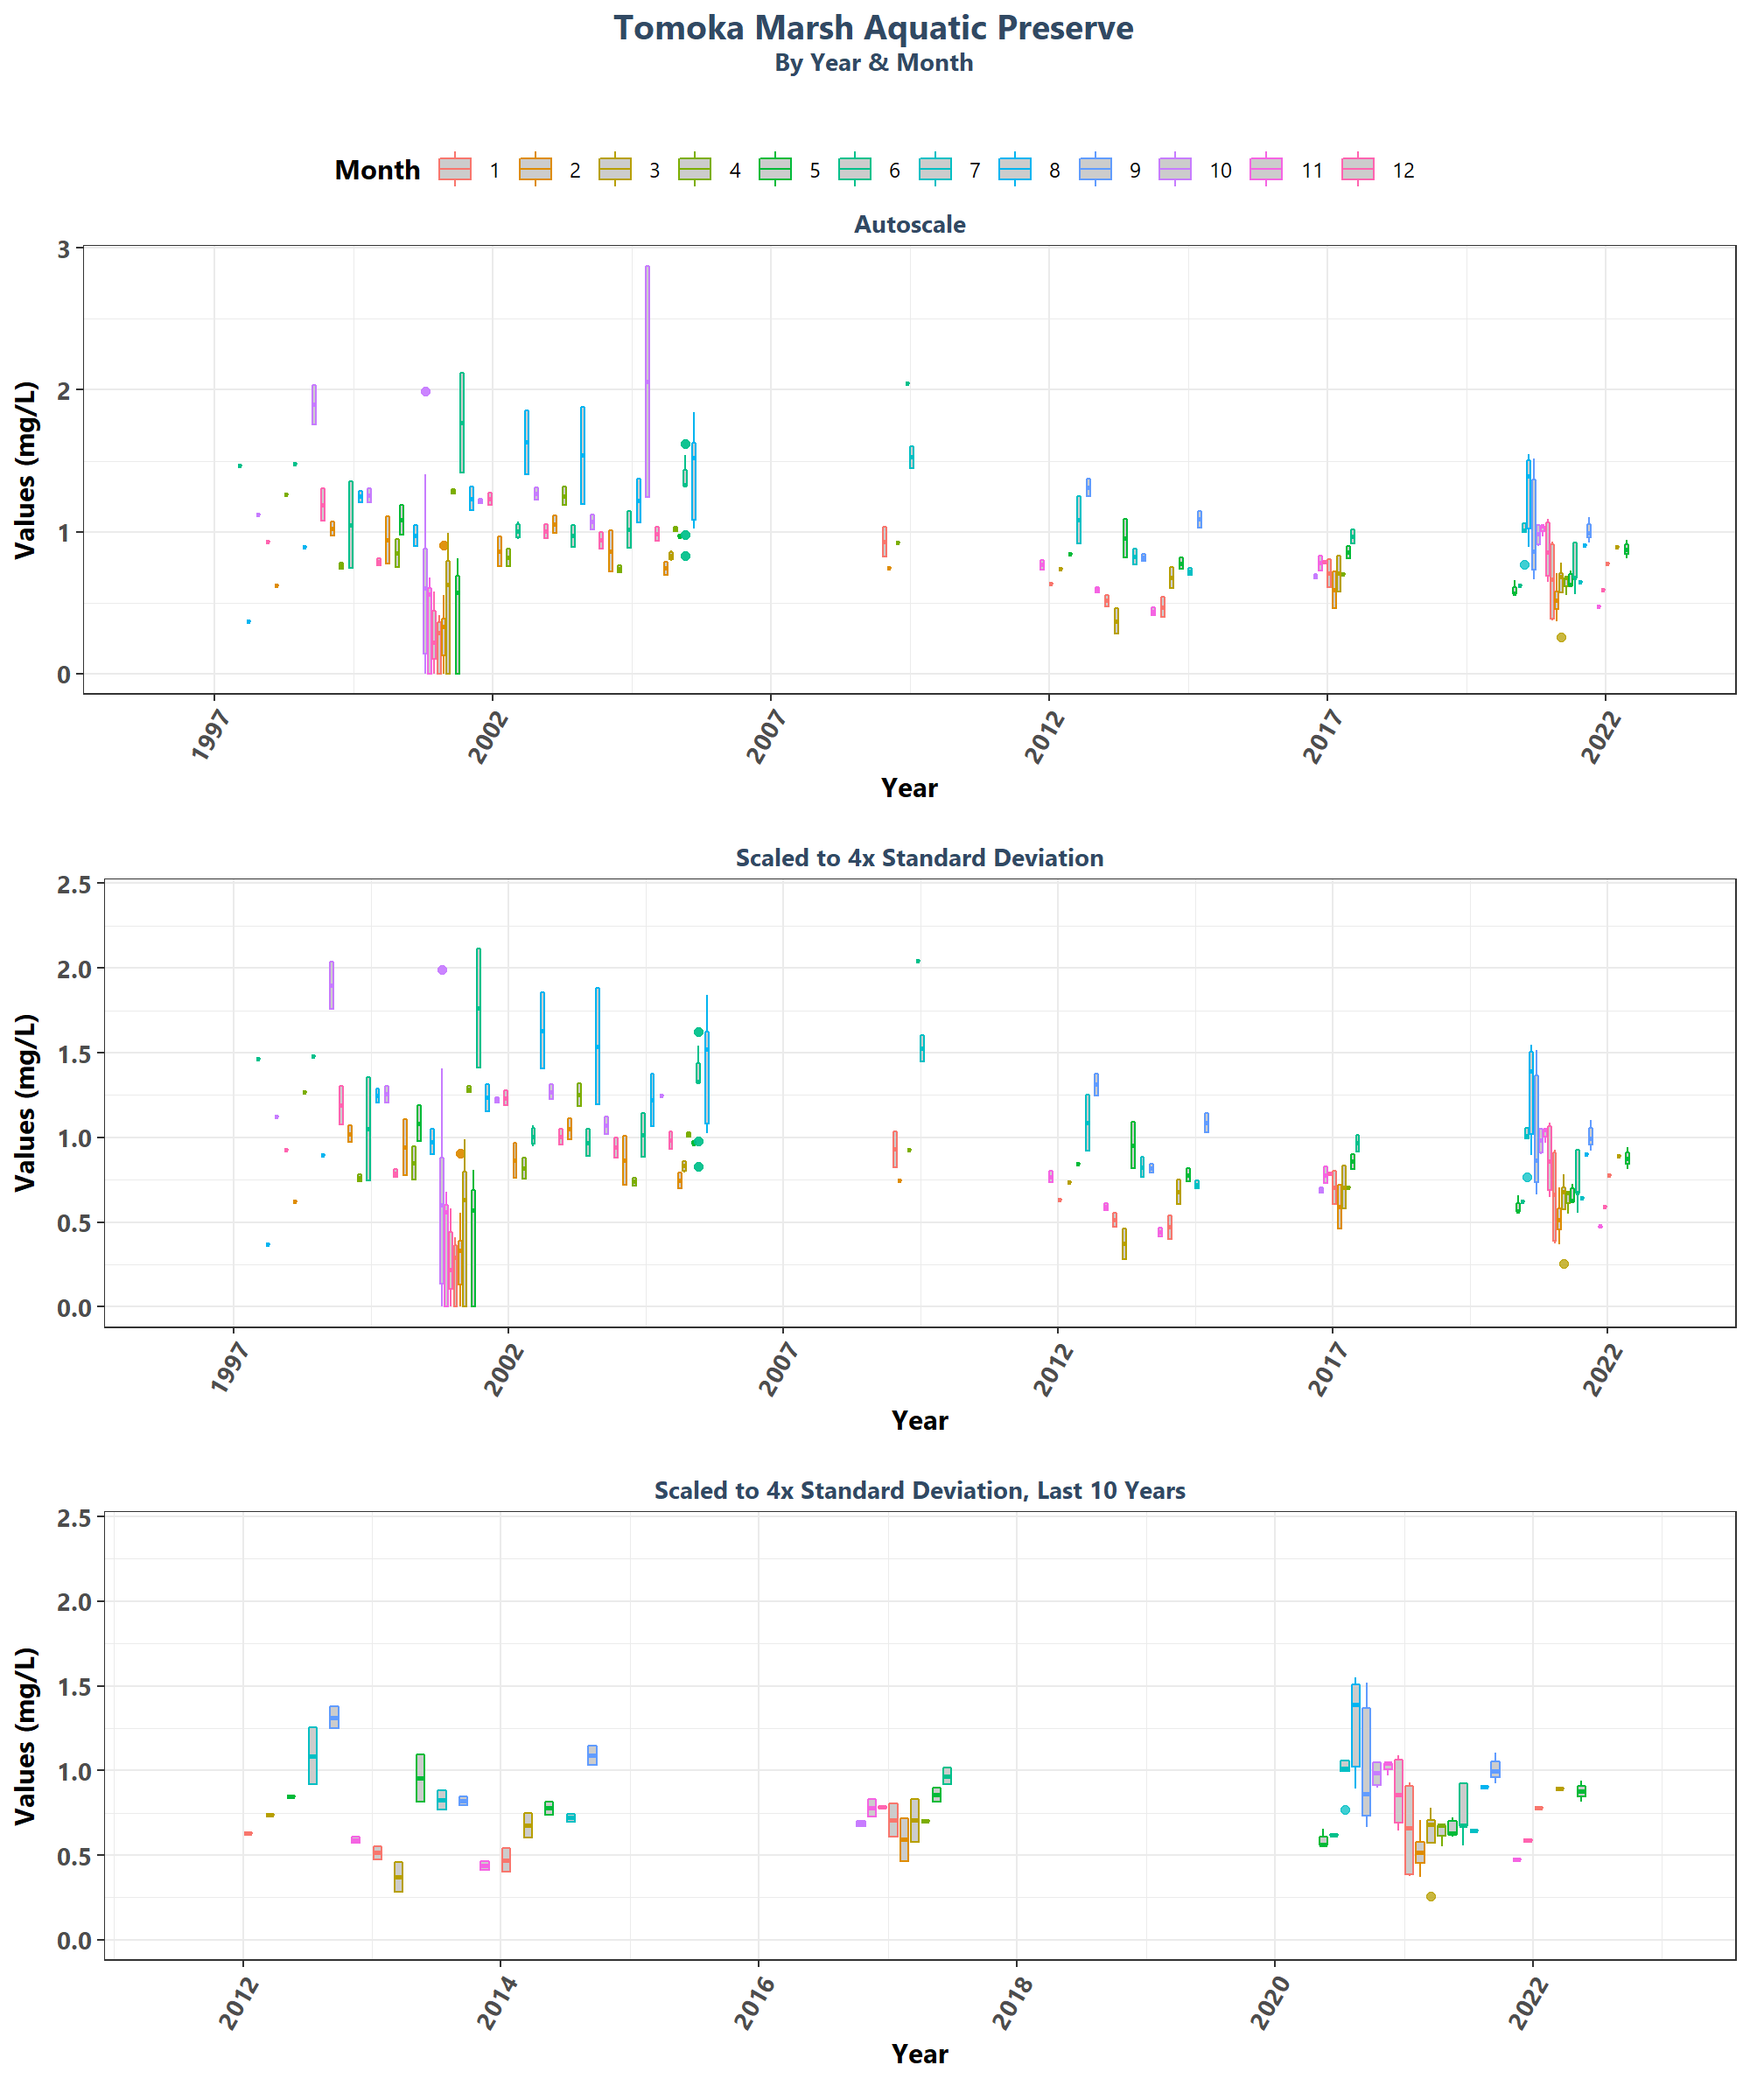 Tomoka Marsh Aquatic Preserve
By Year & Month
Month 1 2 3 4 5 6 7 8 9 10 11 12
Autoscale
Values (mg/L)
3
2
1
0
1997 2002 2007 2012 2017 2022
Year
Scaled to 4x Standard Deviation
Values (mg/L)
2.5
2.0
1.5
1.0
0.5
0.0
1997 2002 2007 2012 2017 2022
Year
Scaled to 4x Standard Deviation, Last 10 Years
Values (mg/L)
2.5
2.0
1.5
1.0
0.5
0.0
2012 2014 2016 2018 2020 2022
Year